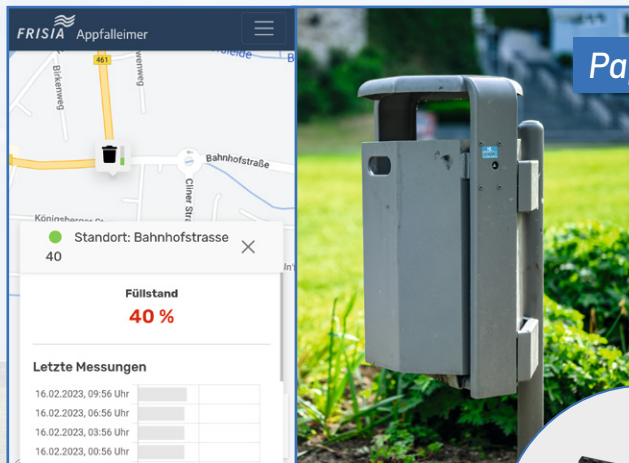 FRISIA Appfalleimer
461
Birkenweg
Bahnhofstraße
Cliner Stra
Königsberger St
Standort: Bahnhofstrasse
40
Füllstand
40 %
Letzte Messungen
16.02.2023, 09:56 Uhr
16.02.2023, 06:56 Uhr
16.02.2023, 03:56 Uhr
16.02.2023, 00:56 Uhr
Pa